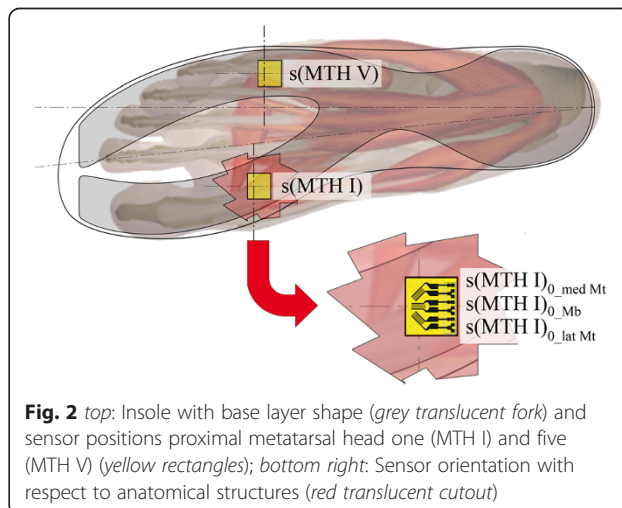 s(MTH V)
s(MTH I)
s(MTH I)0_med Mt
s(MTH I)0_Mb
s(MTH I)0_lat Mt
Fig. 2 top: Insole with base layer shape (grey translucent fork) and
sensor positions proximal metatarsal head one (MTH I) and five
(MTH V) (yellow rectangles); bottom right: Sensor orientation with
respect to anatomical structures (red translucent cutout)